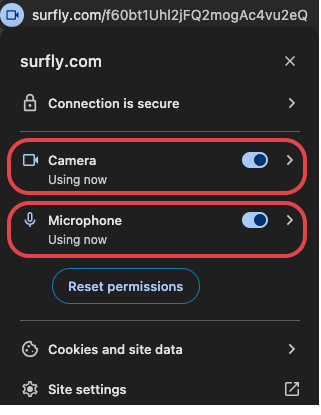 surfly.com/f60bt1Uhl2jFQ2mogAc4vu2eQ
surfly.com
Connection is secure
Camera
Using now
Microphone
Using now
Reset permissions
Cookies and site data
Site settings